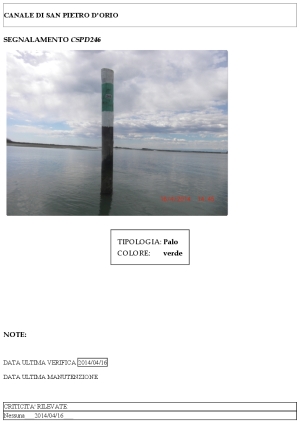 CANALE DI SAN PIETRO D'ORIO
SEGNALAMENTO CSPD246
TIPOLOGIA: Palo
COLORE: verde
NOTE:
DATA ULTIMA VERIFICA 2014/04/16
DATA ULTIMA MANUTENZIONE
CRITICITA' RILEVATE
Nessuna 2014/04/16